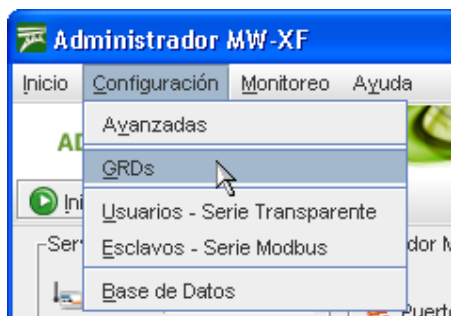 Administrador MW-XF
Inicio Configuración Monitoreo Ayuda
Avanzadas
GRDs
Usuarios - Serie Transparente
Esclavos - Serie Modbus
Base de Datos